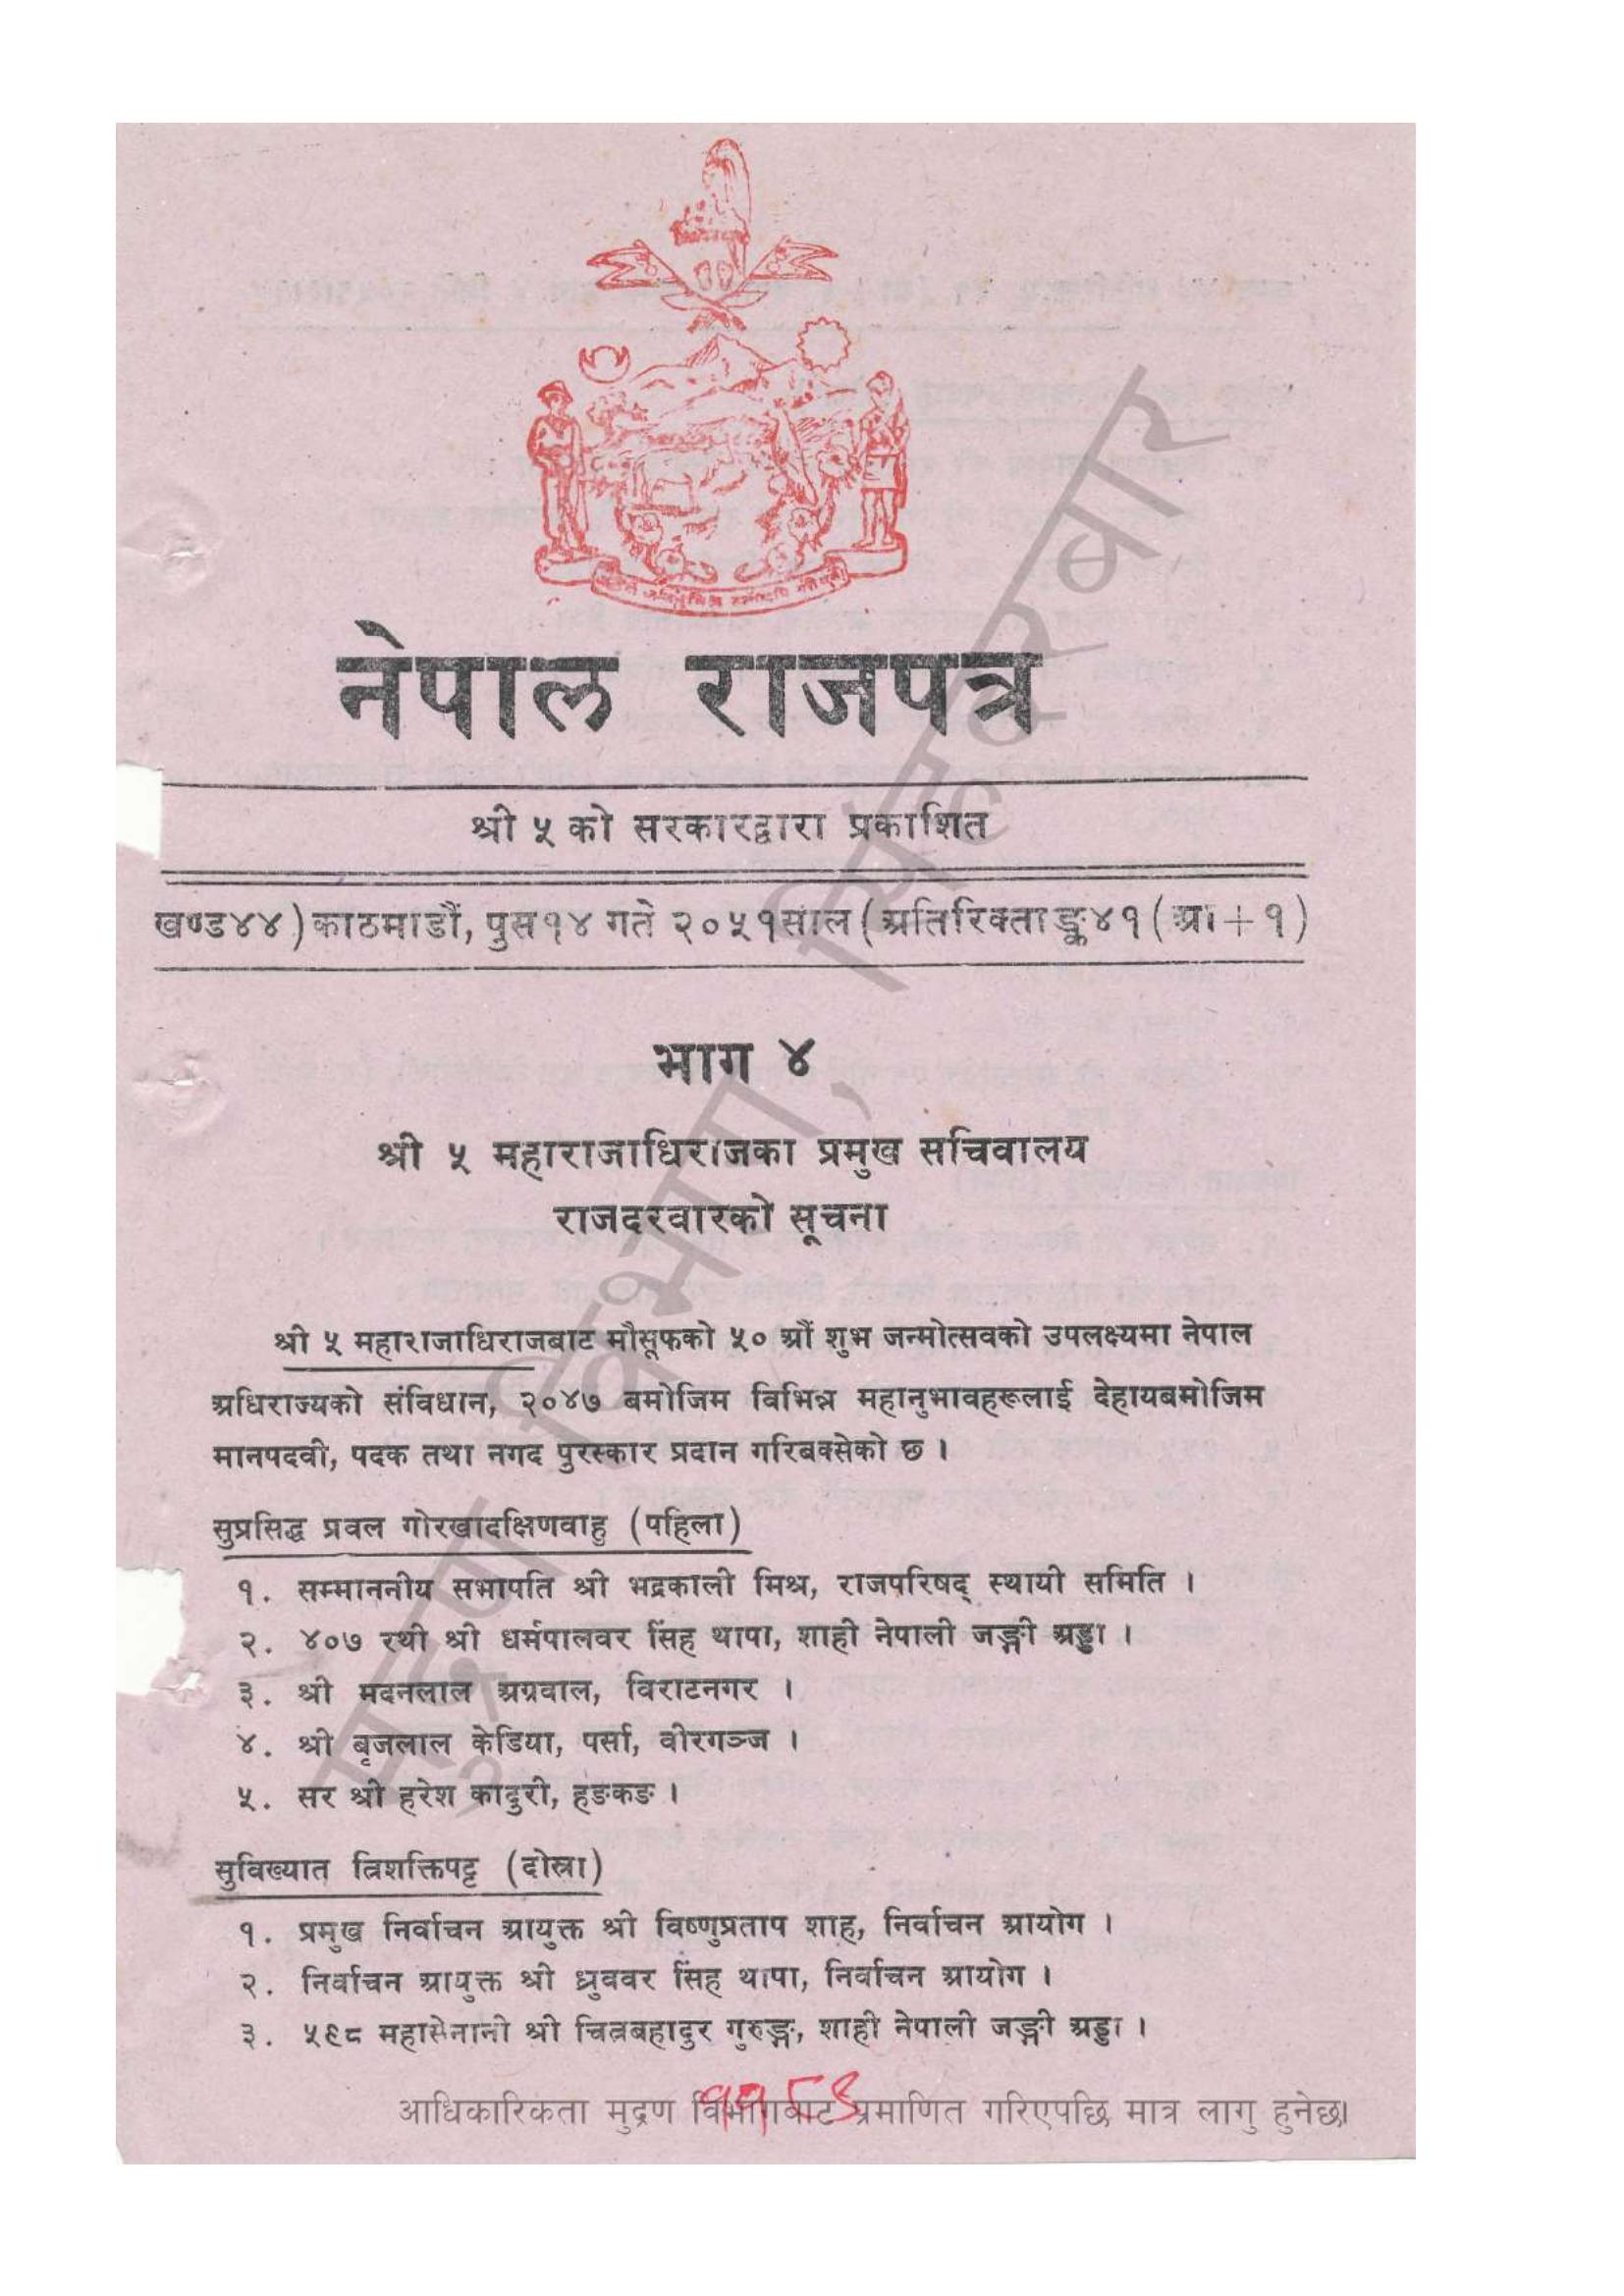 नेपाल राजपत्र
श्री ५ को सरकारद्वारा प्रकाशित
खण्ड४४) काठमाडौं, पुस१४ गते २०५१साल (अतिरिक्ताङ्क४१ (आ+१)
भाग ४
श्री ५ महाराजाधिराजका प्रमुख सचिवालय
राजदरवारको सूचना
श्री ५ महाराजाधिराजबाट मौसूफको ५० औं शुभ जन्मोत्सवको उपलक्ष्यमा नेपाल
अधिराज्यको संविधान, २०४७ बमोजिम विभिन्न महानुभावहरूलाई देहायबमोजिम
मानपदवी, पदक तथा नगद पुरस्कार प्रदान गरिबक्सेको छ ।
सुप्रसिद्ध प्रवल गोरखादक्षिणवाहु (पहिला)
१. सम्माननीय सभापति श्री भद्रकाली मिश्र, राजपरिषद् स्थायी समिति ।
२. ४०७ रथी श्री धर्मपालवर सिंह थापा, शाही नेपाली जङ्गी अड्डा ।
३. श्री मदनलाल अग्रवाल, विराटनगर ।
४. श्री बृजलाल केडिया, पर्सा, वीरगञ्ज ।
५. सर श्री हरेश कादुरी, हङकङ ।
सुविख्यात त्रिशक्तिपट्ट (दोस्रा)
१. प्रमुख निर्वाचन आयुक्त श्री विष्णुप्रताप शाह, निर्वाचन आयोग ।
२. निर्वाचन आयुक्त श्री ध्रुववर सिंह थापा, निर्वाचन आयोग ।
३. ५९८ महासेनानी श्री चित्रबहादुर गुरुङ्ग, शाही नेपाली जङ्गी अड्डा ।
मुद्रण विभाग, सिंहदरबार
आधिकारिकता मुद्रण विभागबाट प्रमाणित गरिएपछि मात्र लागु हुनेछ।